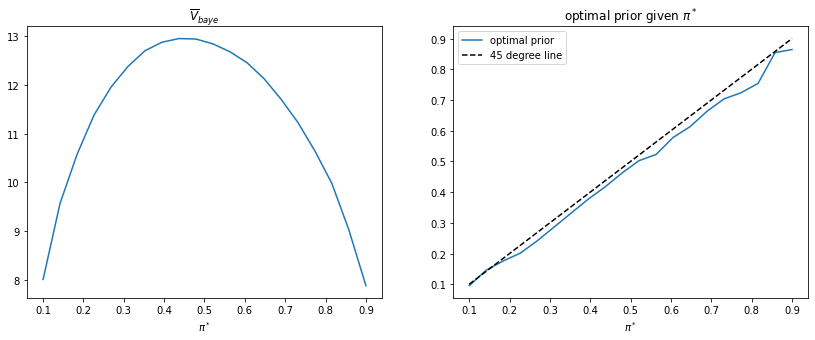 V̅_baye
13
12
11
10
9
8
0.1 0.2 0.3 0.4 0.5 0.6 0.7 0.8 0.9
π*
optimal prior given π*
optimal prior
45 degree line
0.9
0.8
0.7
0.6
0.5
0.4
0.3
0.2
0.1
0.1 0.2 0.3 0.4 0.5 0.6 0.7 0.8 0.9
π*